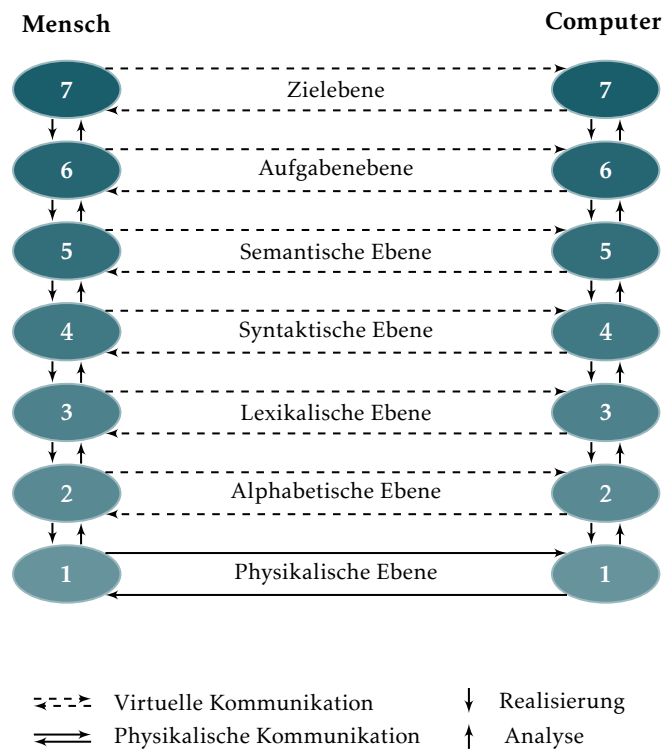 Mensch Computer
7 Zielebene 7
6 Aufgabenebene 6
5 Semantische Ebene 5
4 Syntaktische Ebene 4
3 Lexikalische Ebene 3
2 Alphabetische Ebene 2
1 Physikalische Ebene 1
Virtuelle Kommunikation Realisierung
Physikalische Kommunikation Analyse